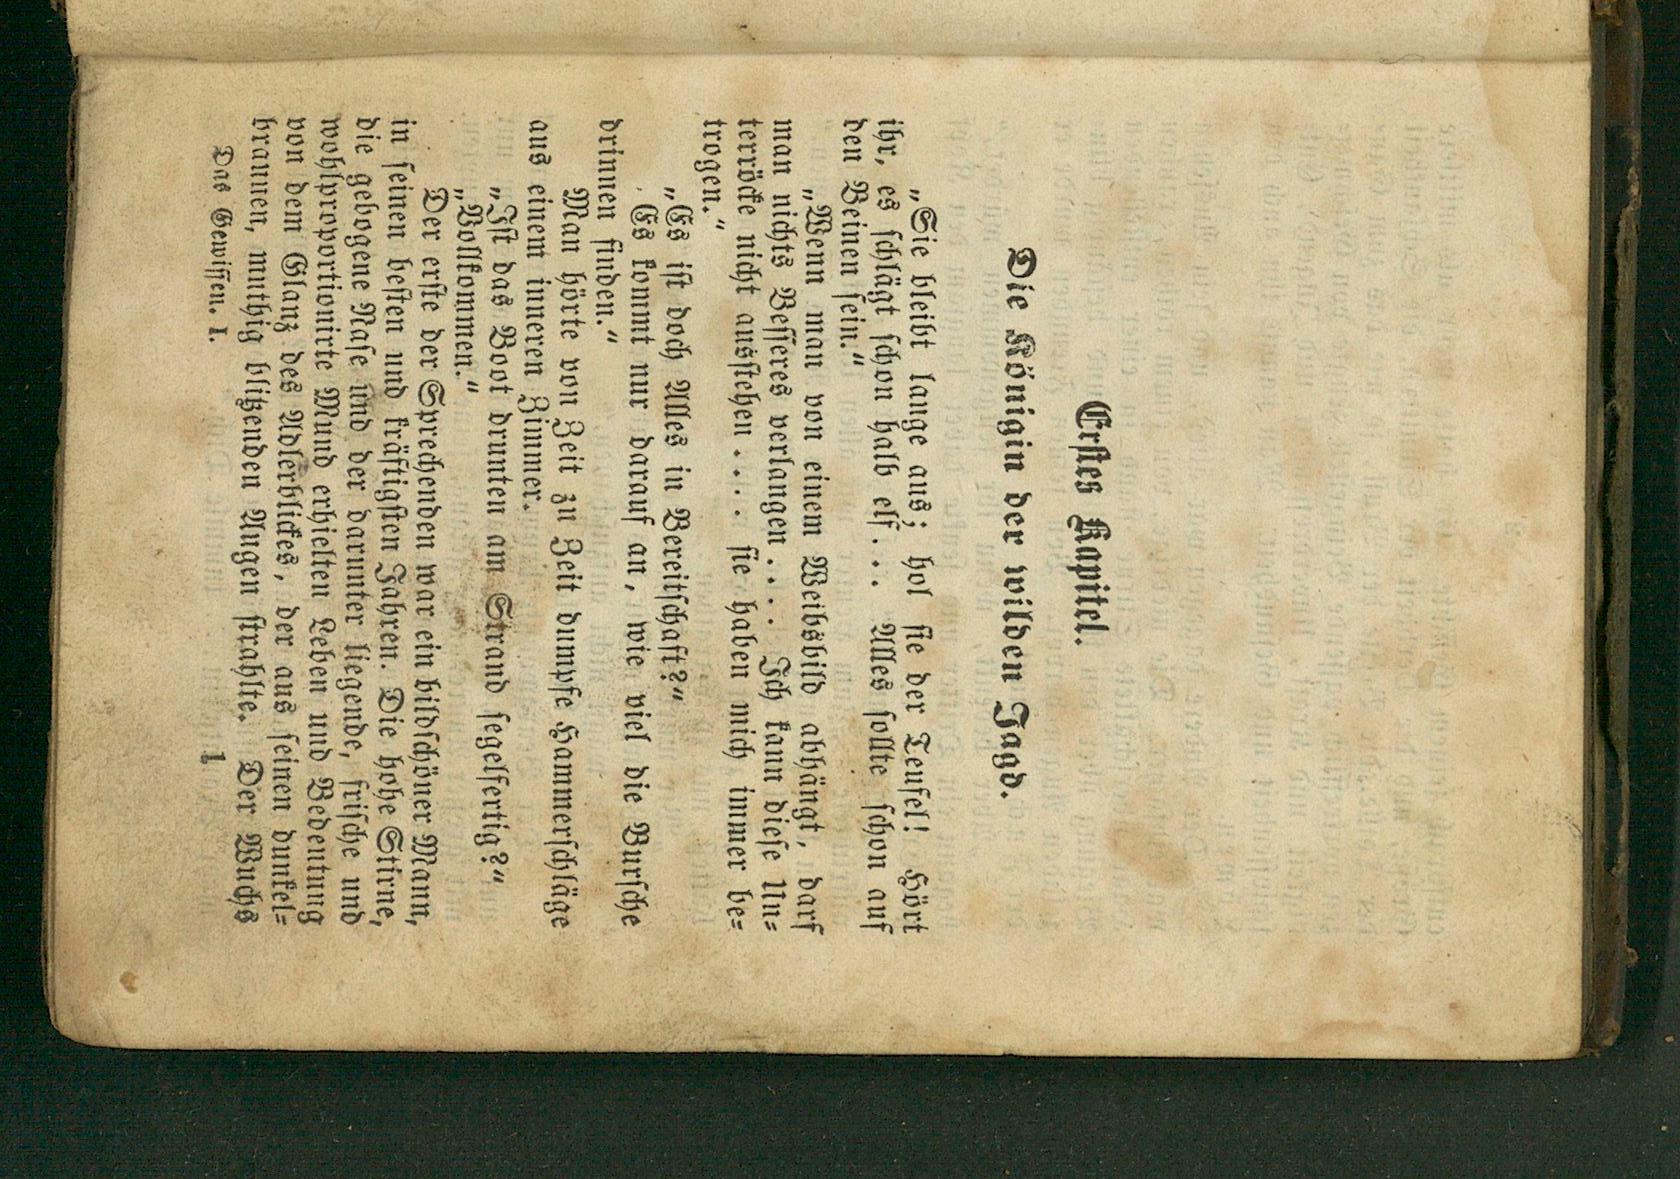 Erſtes Kapitel.
Die Königin der wilden Jagd.
„Sie bleibt lange aus; hol ſie der Teufel! Hört
ihr, es ſchlägt ſchon halb elf... Alles ſollte ſchon auf
den Beinen ſein.“
„Wenn man von einem Weibsbild abhängt, darf
man nichts Beſſeres verlangen.... Ich kann dieſe Un⸗
terröcke nicht ausſtehen.... ſie haben mich immer be⸗
trogen.“
„Es iſt doch Alles in Bereitſchaft?“
Es kommt nur darauf an, wie viel die Burſche
drinnen finden.“
Man hörte von Zeit zu Zeit dumpfe Hammerſchläge
aus einem inneren Zimmer.
„Iſt das Boot drunten am Strand ſegelfertig?“
„Vollkommen.“
Der erſte der Sprechenden war ein bildſchöner Mann,
in ſeinen beſten und kräftigſten Jahren. Die hohe Stirne,
die gebogene Naſe und der darunter liegende, friſche und
wohlproportionirte Mund erhielten Leben und Bedeutung
von dem Glanz des Adlerblickes, der aus ſeinen dunkel⸗
braunen, muthig blitzenden Augen ſtrahlte. Der Wuchs
Das Gewiſſen. I. 1